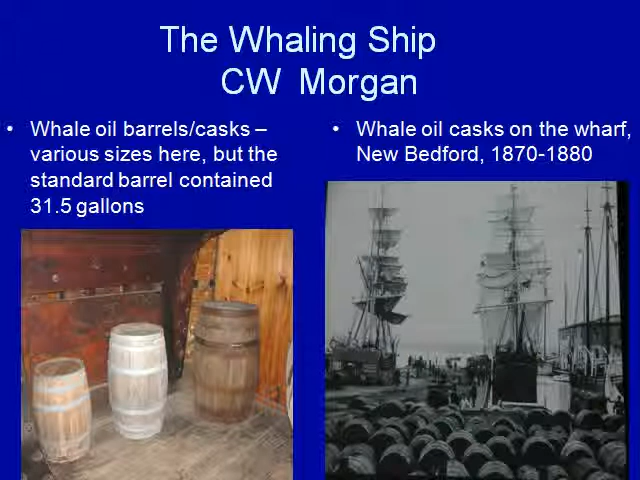 The Whaling Ship
CW Morgan
• Whale oil barrels/casks –
various sizes here, but the
standard barrel contained
31.5 gallons
• Whale oil casks on the wharf,
New Bedford, 1870-1880